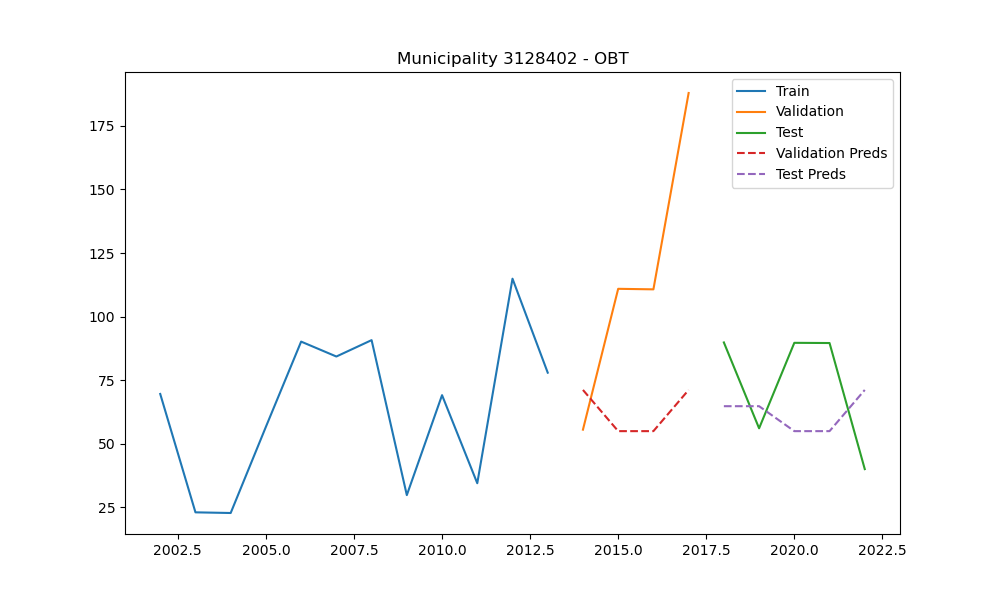 Municipality 3128402 - OBT
Train
Validation
Test
Validation Preds
Test Preds
175
150
125
100
75
50
25
2002.5 2005.0 2007.5 2010.0 2012.5 2015.0 2017.5 2020.0 2022.5